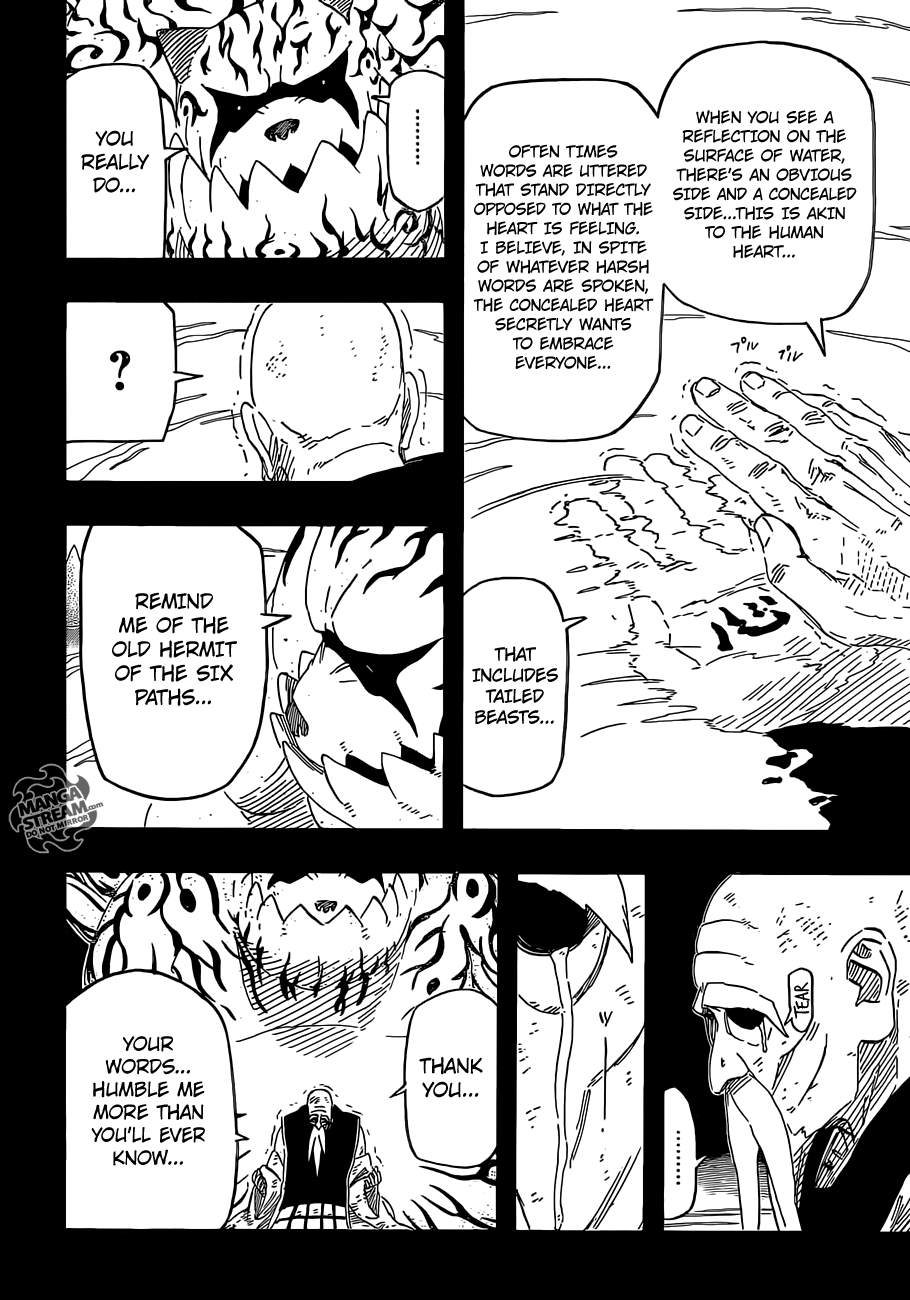 WHEN YOU SEE A
REFLECTION ON THE
SURFACE OF WATER,
THERE'S AN OBVIOUS
SIDE AND A CONCEALED
SIDE...THIS IS AKIN
TO THE HUMAN
HEART...
OFTEN TIMES
WORDS ARE UTTERED
THAT STAND DIRECTLY
OPPOSED TO WHAT THE
HEART IS FEELING.
I BELIEVE, IN SPITE
OF WHATEVER HARSH
WORDS ARE SPOKEN,
THE CONCEALED HEART
SECRETLY WANTS
TO EMBRACE
EVERYONE...
プル
プル
心
THAT
INCLUDES
TAILED
BEASTS...
.........
YOU
REALLY
DO...
?
REMIND
ME OF THE
OLD HERMIT
OF THE SIX
PATHS...
MANGA
STREAM.com
DO NOT MIRROR
TEAR
.........
THANK
YOU...
YOUR
WORDS...
HUMBLE ME
MORE THAN
YOU'LL EVER
KNOW...